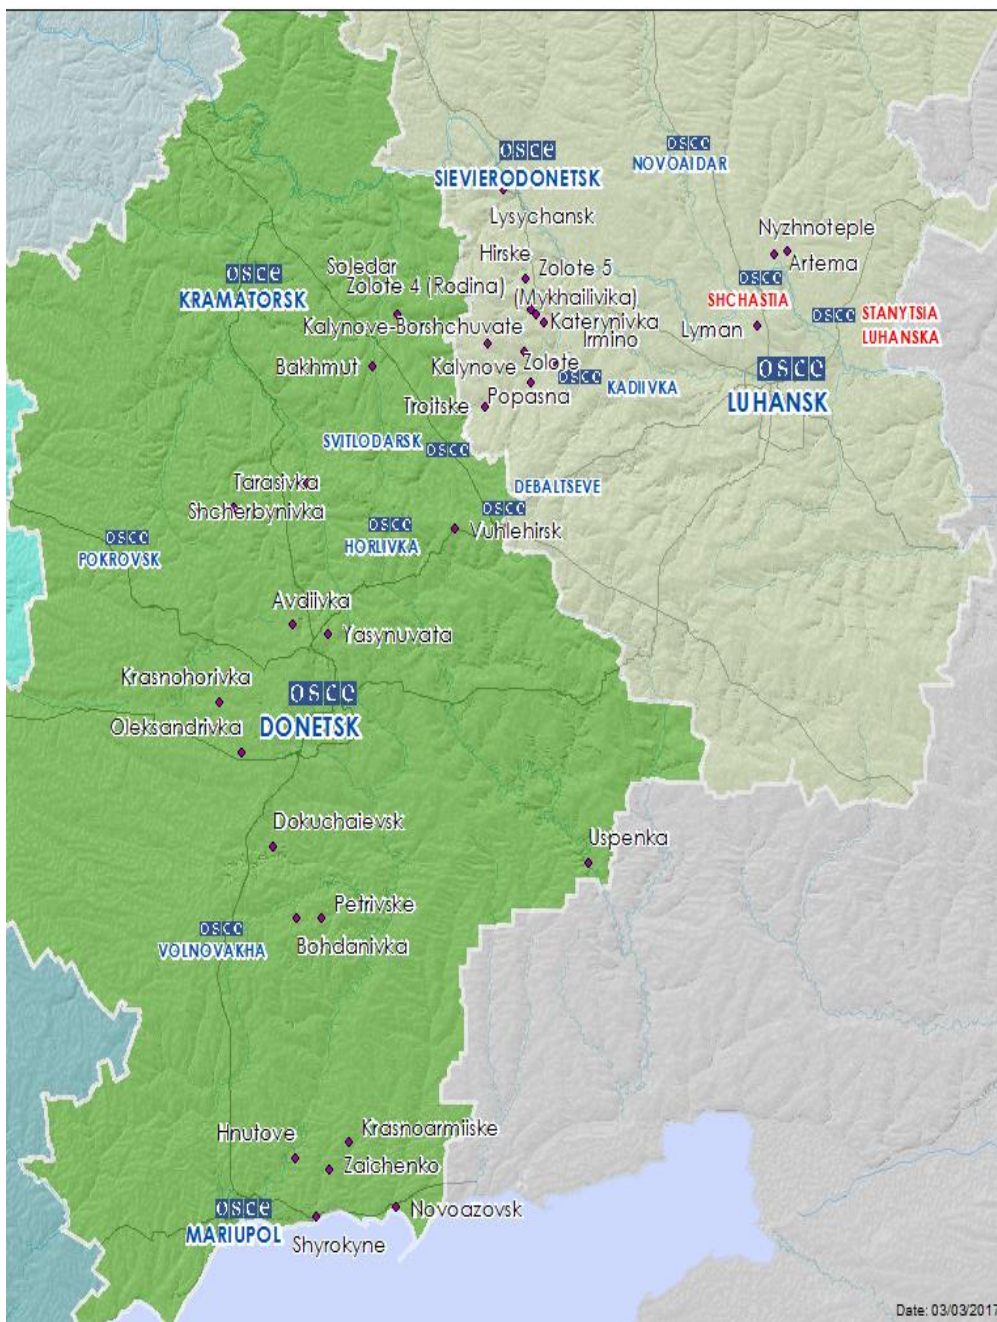 osce
SIEVIERODONETSK
osce
NOVOAIDAR
Lysychansk
Nyzhnoteple
Artema
Hirske
Zolote 5
(Mykhailivika)
osce
KRAMATORSK
Soledar
Zolote 4 (Rodina)
osce
SHCHASTIA
osce
STANYTSIA
LUHANSKA
Kalynove-Borshchuvate
Katerynivka
Irmino
Lyman
Bakhmut
Kalynove
Zolote
osce
KADIIVKA
osce
LUHANSK
Troitske
Popasna
SVITLODARSK
osce
Tarasivka
Shcherbynivka
DEBALTSEVE
osce
osce
POKROVSK
osce
HORLIVKA
Vuhlehirsk
Avdiivka
Yasynuvata
Krasnohorivka
osce
DONETSK
Oleksandrivka
Dokuchaievsk
Uspenka
Petrivske
Bohdanivka
osce
VOLNOVAKHA
Krasnoarmiiske
Hnutove
Zaichenko
osce
MARIUPOL
Novoazovsk
Shyrokyne
Date: 03/03/2017